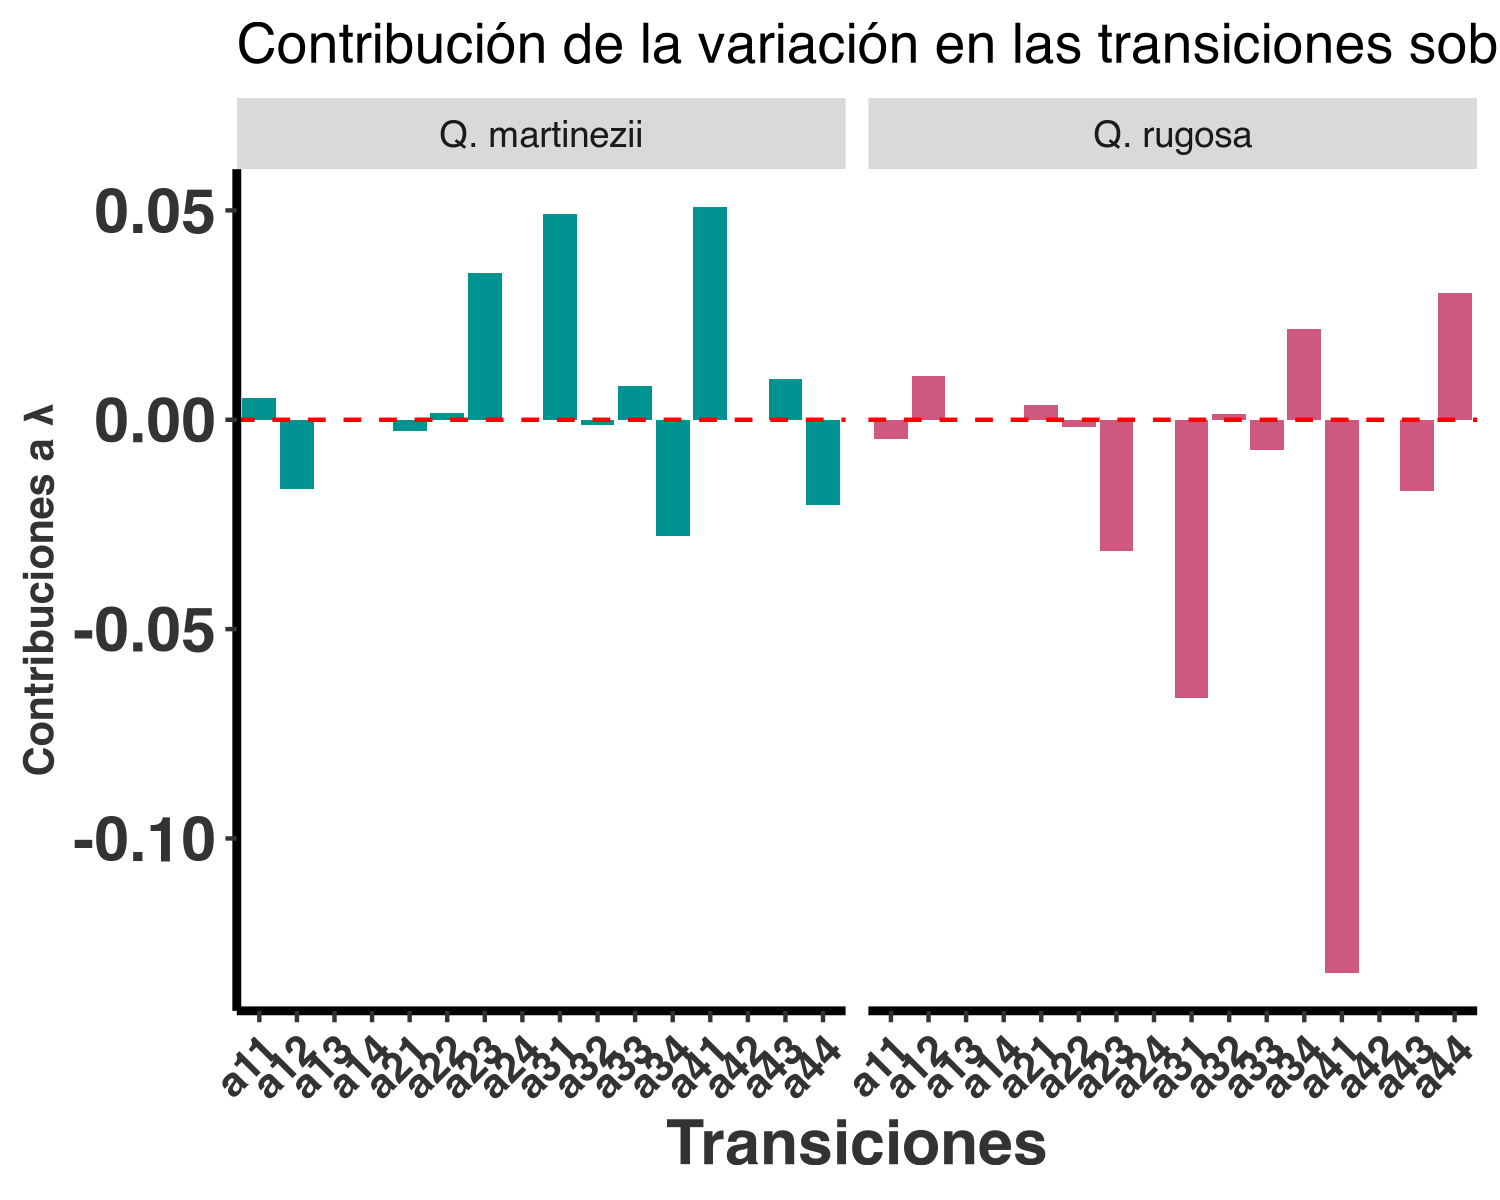 Contribución de la variación en las transiciones sob
Q. martinezii
Q. rugosa
Contribuciones a λ
0.05
0.00
-0.05
-0.10
a11 a12 a13 a14 a21 a22 a23 a24 a31 a32 a33 a34 a41 a42 a43 a44
a11 a12 a13 a14 a21 a22 a23 a24 a31 a32 a33 a34 a41 a42 a43 a44
Transiciones